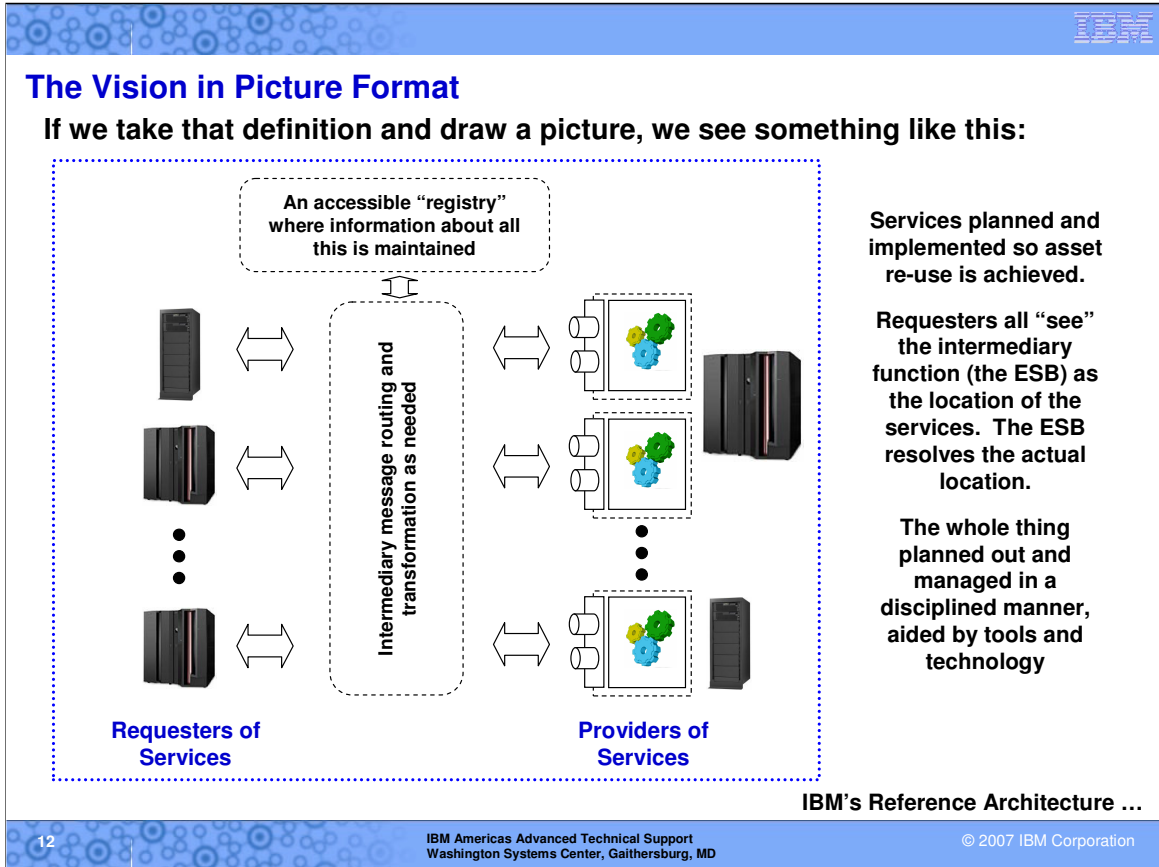 IBM
The Vision in Picture Format
If we take that definition and draw a picture, we see something like this:
An accessible “registry”
where information about all
this is maintained
Intermediary message routing and
transformation as needed
Requesters of
Services
Providers of
Services
Services planned and
implemented so asset
re-use is achieved.
Requesters all “see”
the intermediary
function (the ESB) as
the location of the
services. The ESB
resolves the actual
location.
The whole thing
planned out and
managed in a
disciplined manner,
aided by tools and
technology
IBM’s Reference Architecture …
12
IBM Americas Advanced Technical Support
Washington Systems Center, Gaithersburg, MD
© 2007 IBM Corporation